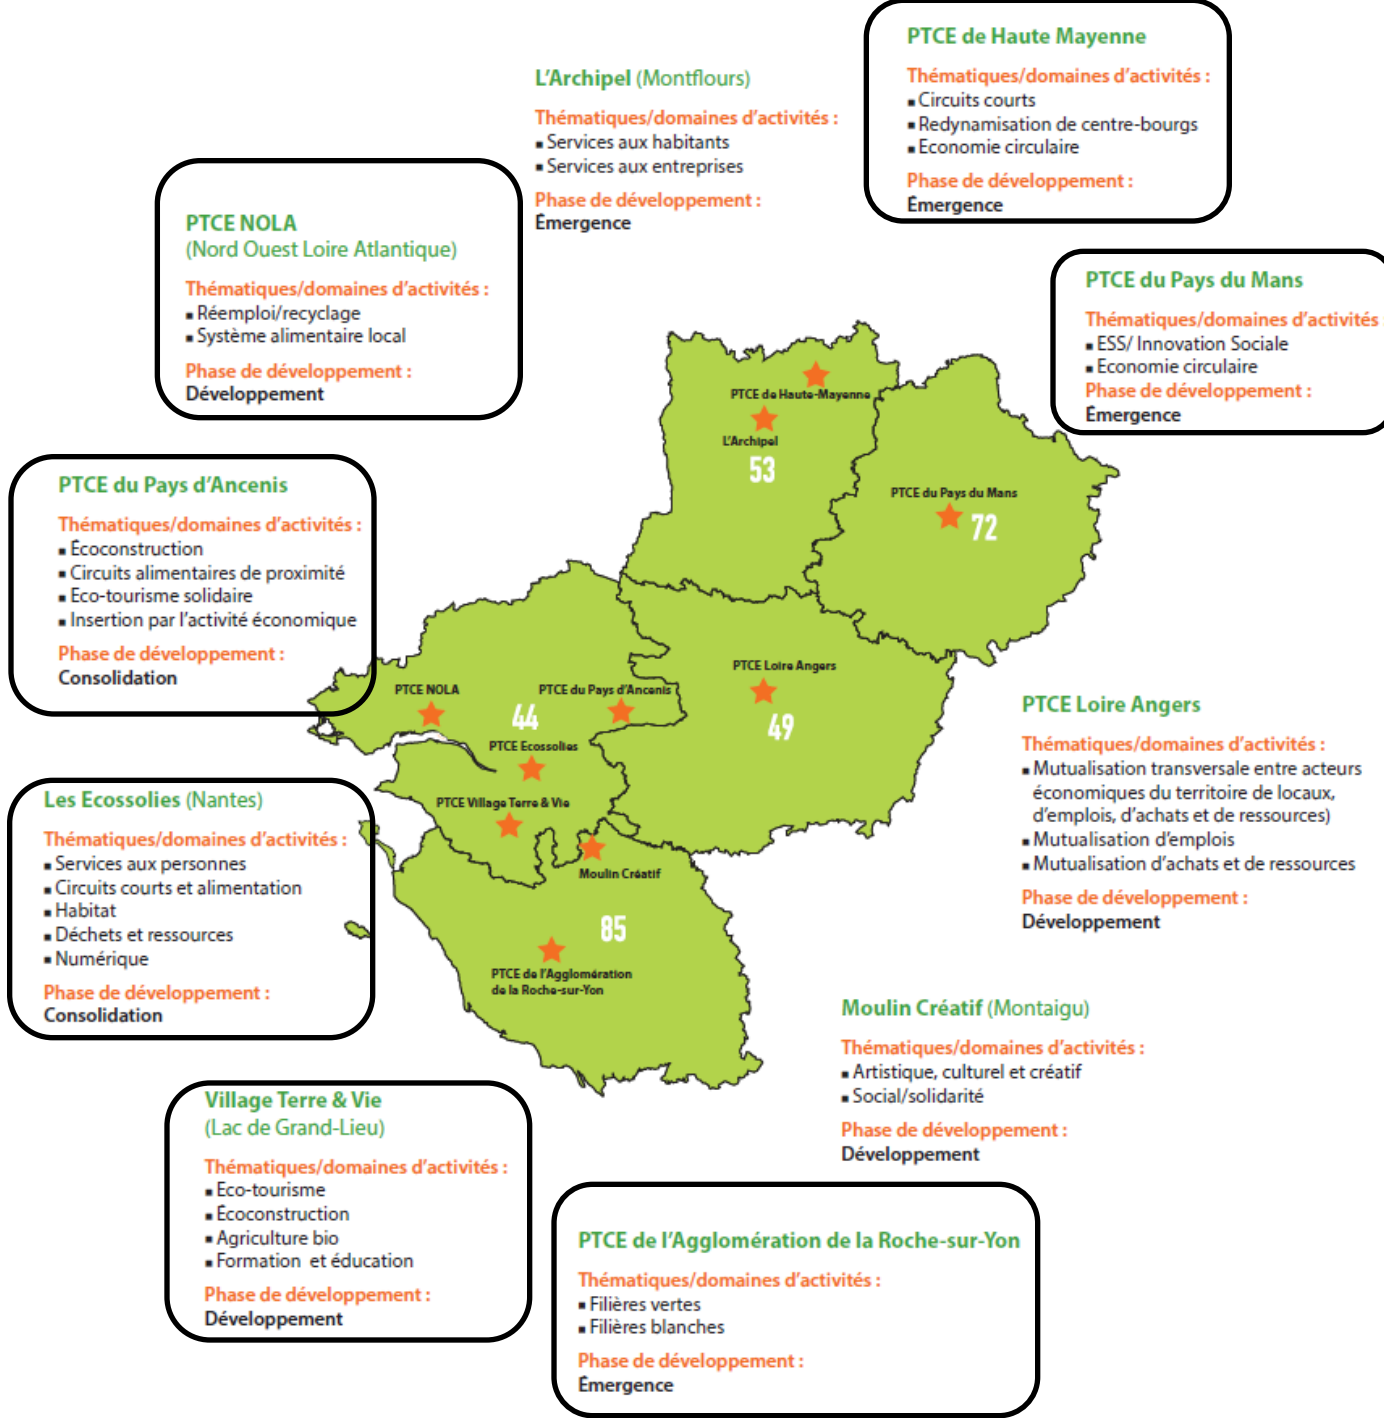 PTCE de Haute Mayenne
Thématiques/domaines d'activités :
▪ Circuits courts
▪ Redynamisation de centre-bourgs
▪ Economie circulaire
Phase de développement :
Émergence
L'Archipel (Montflours)
Thématiques/domaines d'activités :
▪ Services aux habitants
▪ Services aux entreprises
Phase de développement :
Émergence
PTCE NOLA
(Nord Ouest Loire Atlantique)
Thématiques/domaines d'activités :
▪ Réemploi/recyclage
▪ Système alimentaire local
Phase de développement :
Développement
PTCE du Pays du Mans
Thématiques/domaines d'activités :
▪ ESS/ Innovation Sociale
▪ Economie circulaire
Phase de développement :
Émergence
PTCE du Pays d'Ancenis
Thématiques/domaines d'activités :
▪ Écoconstruction
▪ Circuits alimentaires de proximité
▪ Eco-tourisme solidaire
▪ Insertion par l'activité économique
Phase de développement :
Consolidation
PTCE de Haute-Mayenne
L'Archipel
53
PTCE du Pays du Mans
72
PTCE Loire Angers
49
PTCE NOLA
PTCE du Pays d'Ancenis
44
PTCE Ecossolies
PTCE Village Terre & Vie
Moulin Créatif
85
PTCE de l'Agglomération
de la Roche-sur-Yon
PTCE Loire Angers
Thématiques/domaines d'activités :
▪ Mutualisation transversale entre acteurs
économiques du territoire de locaux,
d'emplois, d'achats et de ressources)
▪ Mutualisation d'emplois
▪ Mutualisation d'achats et de ressources
Phase de développement :
Développement
Les Ecossolies (Nantes)
Thématiques/domaines d'activités :
▪ Services aux personnes
▪ Circuits courts et alimentation
▪ Habitat
▪ Déchets et ressources
▪ Numérique
Phase de développement :
Consolidation
Moulin Créatif (Montaigu)
Thématiques/domaines d'activités :
▪ Artistique, culturel et créatif
▪ Social/solidarité
Phase de développement :
Développement
Village Terre & Vie
(Lac de Grand-Lieu)
Thématiques/domaines d'activités :
▪ Eco-tourisme
▪ Écoconstruction
▪ Agriculture bio
▪ Formation et éducation
Phase de développement :
Développement
PTCE de l'Agglomération de la Roche-sur-Yon
Thématiques/domaines d'activités :
▪ Filières vertes
▪ Filières blanches
Phase de développement :
Émergence